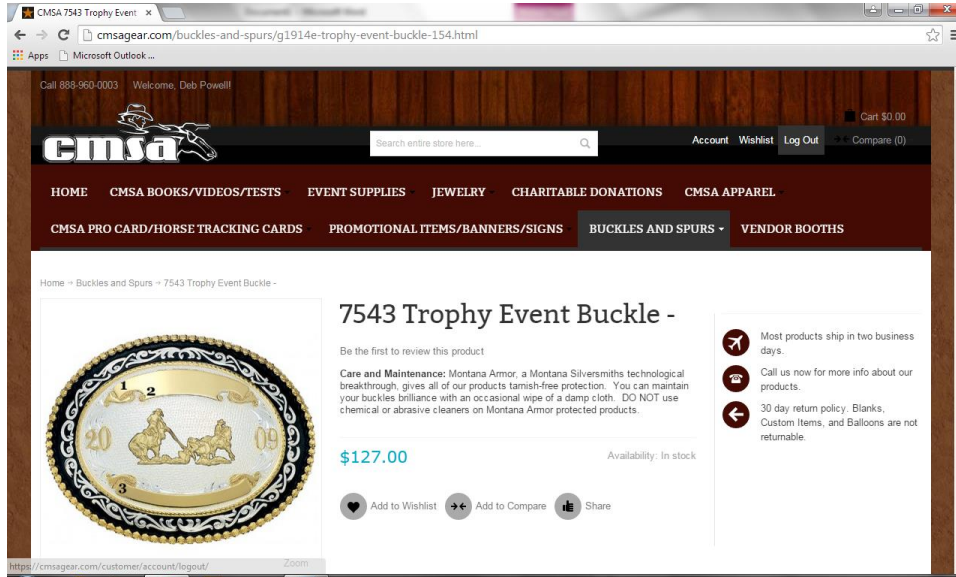 CMSA 7543 Trophy Event
cmsagear.com/buckles-and-spurs/g1914e-trophy-event-buckle-154.html
Apps Microsoft Outlook ...
Call 888-960-0003 Welcome, Deb Powell!
Cart $0.00
cmsa
Search entire store here...
Account Wishlist Log Out Compare (0)
HOME CMSA BOOKS/VIDEOS/TESTS EVENT SUPPLIES JEWELRY CHARITABLE DONATIONS CMSA APPAREL
CMSA PRO CARD/HORSE TRACKING CARDS PROMOTIONAL ITEMS/BANNERS/SIGNS BUCKLES AND SPURS VENDOR BOOTHS
Home → Buckles and Spurs → 7543 Trophy Event Buckle -
7543 Trophy Event Buckle -
Be the first to review this product
Care and Maintenance: Montana Armor, a Montana Silversmiths technological
breakthrough, gives all of our products tarnish-free protection. You can maintain
your buckles brilliance with an occasional wipe of a damp cloth. DO NOT use
chemical or abrasive cleaners on Montana Armor protected products.
$127.00 Availability: In stock
Add to Wishlist Add to Compare Share
Most products ship in two business
days.
Call us now for more info about our
products.
30 day return policy. Blanks,
Custom Items, and Balloons are not
returnable.
1 2
20 09
3
Zoom
https://cmsagear.com/customer/account/logout/